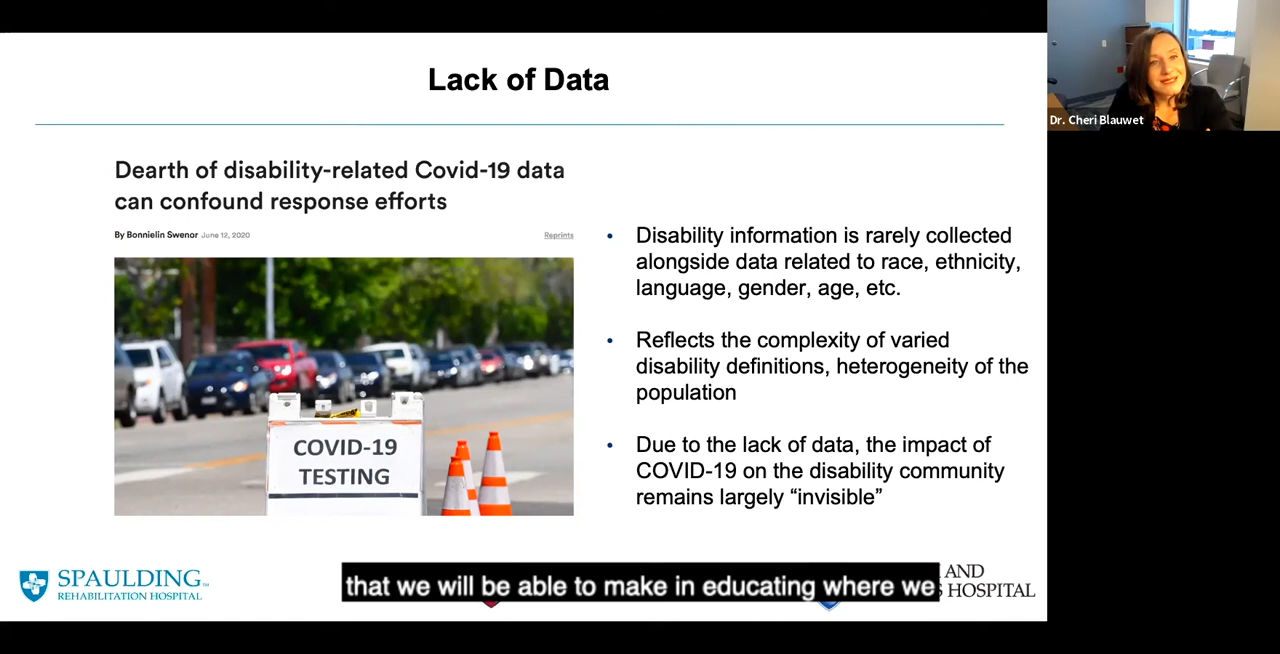 Lack of Data
Dr. Cheri Blauwet
Dearth of disability-related Covid-19 data
can confound response efforts
By Bonnielin Swenor June 12, 2020
Reprints
COVID-19
TESTING
• Disability information is rarely collected
alongside data related to race, ethnicity,
language, gender, age, etc.
• Reflects the complexity of varied
disability definitions, heterogeneity of the
population
• Due to the lack of data, the impact of
COVID-19 on the disability community
remains largely “invisible”
SPAULDING
REHABILITATION HOSPITAL
AND
HOSPITAL
that we will be able to make in educating where we